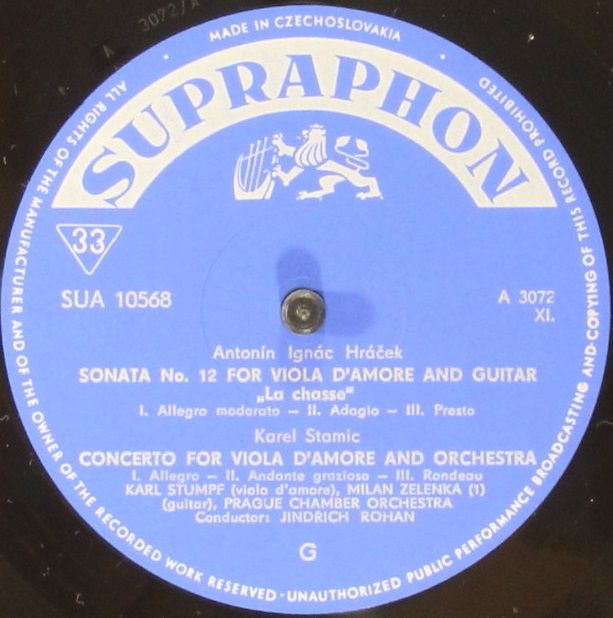 3072/A
• MADE IN CZECHOSLOVAKIA •
SUPRAPHON
33
SUA 10568
A 3072
XI.
Antonín Ignác Hráček
SONATA No. 12 FOR VIOLA D'AMORE AND GUITAR
„La chasse“
I. Allegro moderato – II. Adagio – III. Presto
Karel Stamic
CONCERTO FOR VIOLA D'AMORE AND ORCHESTRA
I. Allegro – II. Andante grazioso – III. Rondeau
KARL STUMPF (viola d'amore), MILAN ZELENKA (1)
(guitar), PRAGUE CHAMBER ORCHESTRA
Conductor: JINDŘICH ROHAN
G
ALL RIGHTS OF THE MANUFACTURER AND OF THE OWNER OF THE RECORDED WORK RESERVED - UNAUTHORIZED PUBLIC PERFORMANCE BROADCASTING AND COPYING OF THIS RECORD PROHIBITED